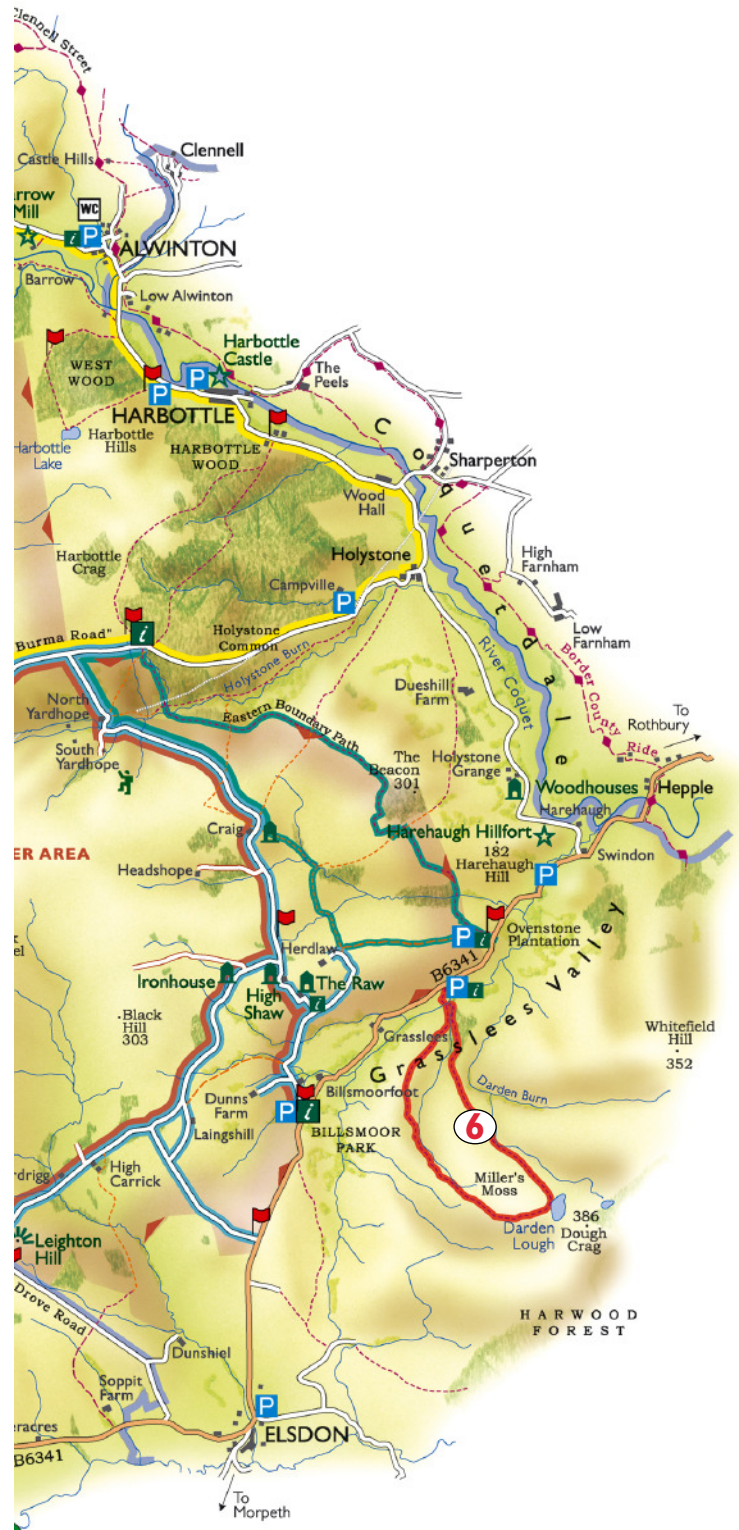 Clennell Street
Clennell
Castle Hills
WC
arrow
Mill
i
P
ALWINTON
Barrow
Low Alwinton
Harbottle
Castle
WEST
WOOD
P
P
The
Peels
HARBOTTLE
Harbottle
Lake
Harbottle
Hills
HARBOTTLE
WOOD
Coquetdale
Sharperton
Wood
Hall
Holystone
High
Farnham
Harbottle
Crag
Campville
P
Low
Farnham
i
Burma Road"
Holystone
Common
Holystone Burn
River Coquet
Border County Ride
Dueshill
Farm
North
Yardhope
Eastern Boundary Path
To
Rothbury
South
Yardhope
The
Beacon
301
Holystone
Grange
Woodhouses
Hepple
Harehaugh
Craig
Harehaugh Hillfort
182
Harehaugh
Hill
Swindon
ER AREA
Headshope
P
Ovenstone
Plantation
P i
Herdlaw
B6341
el
Ironhouse
High
Shaw
The Raw
i
P i
Grasslees Valley
Black
Hill
303
Grasslees
Whitefield
Hill
352
Dunns
Farm
Billsmoorfoot
Darden Burn
P i
BILLSMOOR
PARK
6
Laingshill
High
Carrick
rdrigg
Miller's
Moss
Darden
Lough
386
Dough
Crag
Leighton
Hill
Drove Road
HARWOOD
FOREST
Dunshiel
Soppit
Farm
P
eracres
ELSDON
B6341
To
Morpeth